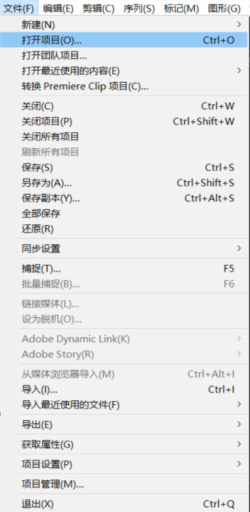 文件(F) 编辑(E) 剪辑(C) 序列(S) 标记(M) 图形(G)
新建(N)
打开项目(O)... Ctrl+O
打开团队项目...
打开最近使用的内容(E)
转换 Premiere Clip 项目(C)...
关闭(C) Ctrl+W
关闭项目(P) Ctrl+Shift+W
关闭所有项目
刷新所有项目
保存(S) Ctrl+S
另存为(A)... Ctrl+Shift+S
保存副本(Y)... Ctrl+Alt+S
全部保存
还原(R)
同步设置
捕捉(T)... F5
批量捕捉(B)... F6
链接媒体(L)...
设为脱机(O)...
Adobe Dynamic Link(K)
Adobe Story(R)
从媒体浏览器导入(M) Ctrl+Alt+I
导入(I)... Ctrl+I
导入最近使用的文件(F)
导出(E)
获取属性(G)
项目设置(P)
项目管理(M)...
退出(X) Ctrl+Q